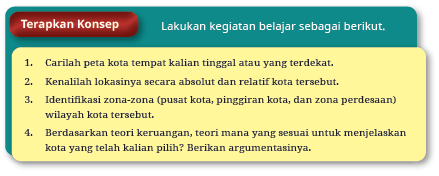 Terapkan Konsep
Lakukan kegiatan belajar sebagai berikut.
1. Carilah peta kota tempat kalian tinggal atau yang terdekat.
2. Kenalilah lokasinya secara absolut dan relatif kota tersebut.
3. Identifikasi zona-zona (pusat kota, pinggiran kota, dan zona perdesaan)
wilayah kota tersebut.
4. Berdasarkan teori keruangan, teori mana yang sesuai untuk menjelaskan
kota yang telah kalian pilih? Berikan argumentasinya.